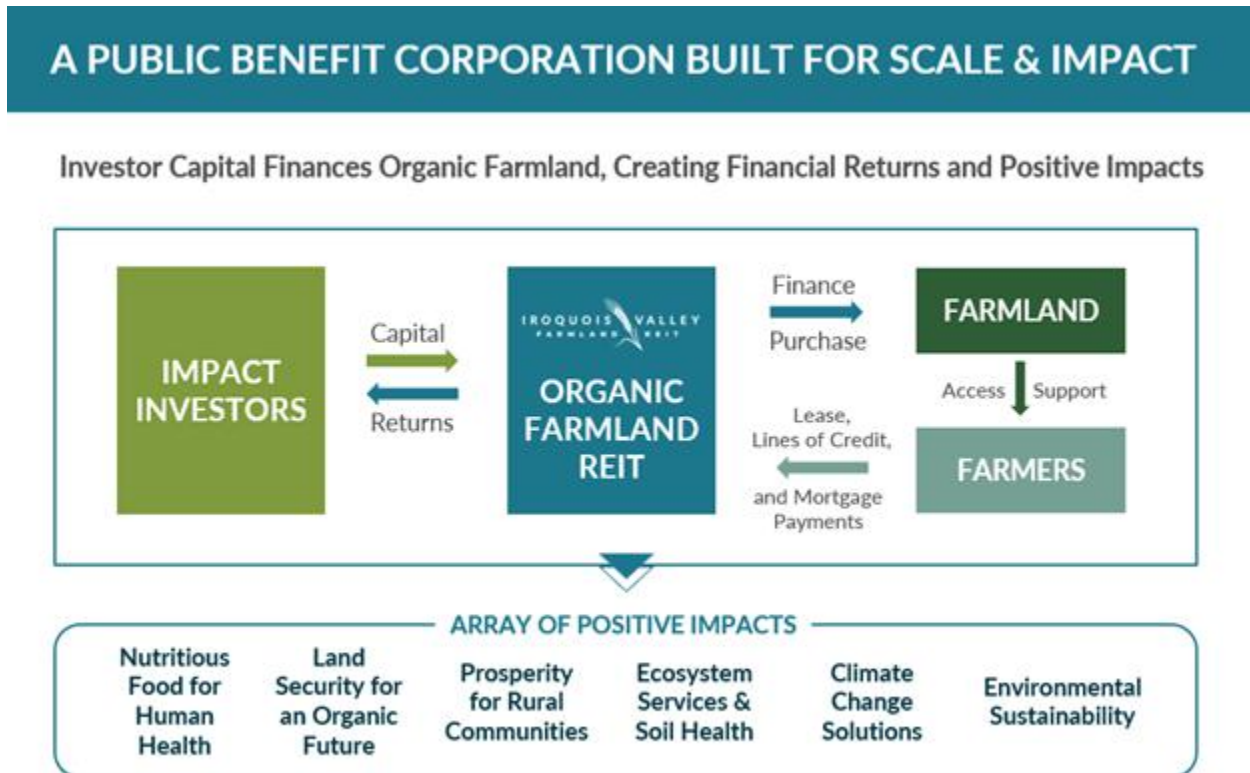 A PUBLIC BENEFIT CORPORATION BUILT FOR SCALE & IMPACT
Investor Capital Finances Organic Farmland, Creating Financial Returns and Positive Impacts
IMPACT
INVESTORS
Capital
Returns
IROQUOIS VALLEY
FARMLAND REIT
ORGANIC
FARMLAND
REIT
Finance
Purchase
FARMLAND
Access Support
Lease,
Lines of Credit,
and Mortgage
Payments
FARMERS
ARRAY OF POSITIVE IMPACTS
Nutritious
Food for
Human
Health
Land
Security for
an Organic
Future
Prosperity
for Rural
Communities
Ecosystem
Services &
Soil Health
Climate
Change
Solutions
Environmental
Sustainability